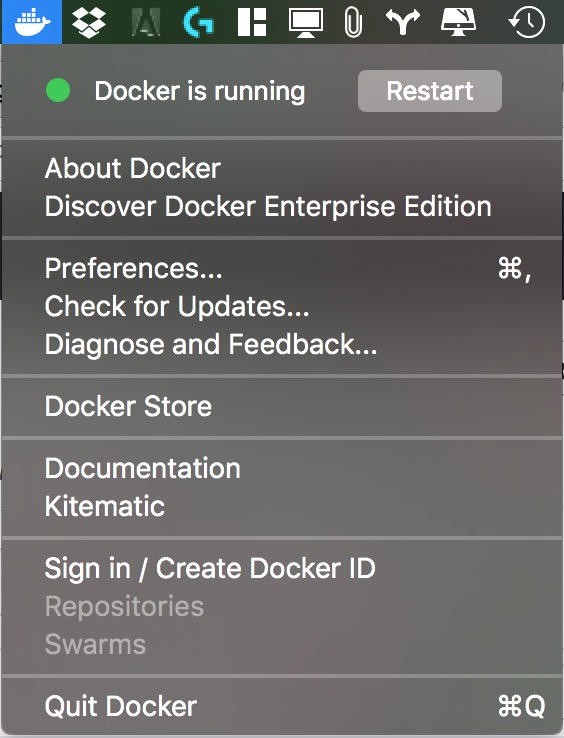 Docker is running
Restart
About Docker
Discover Docker Enterprise Edition
Preferences...
⌘,
Check for Updates...
Diagnose and Feedback...
Docker Store
Documentation
Kitematic
Sign in / Create Docker ID
Repositories
Swarms
Quit Docker
⌘Q